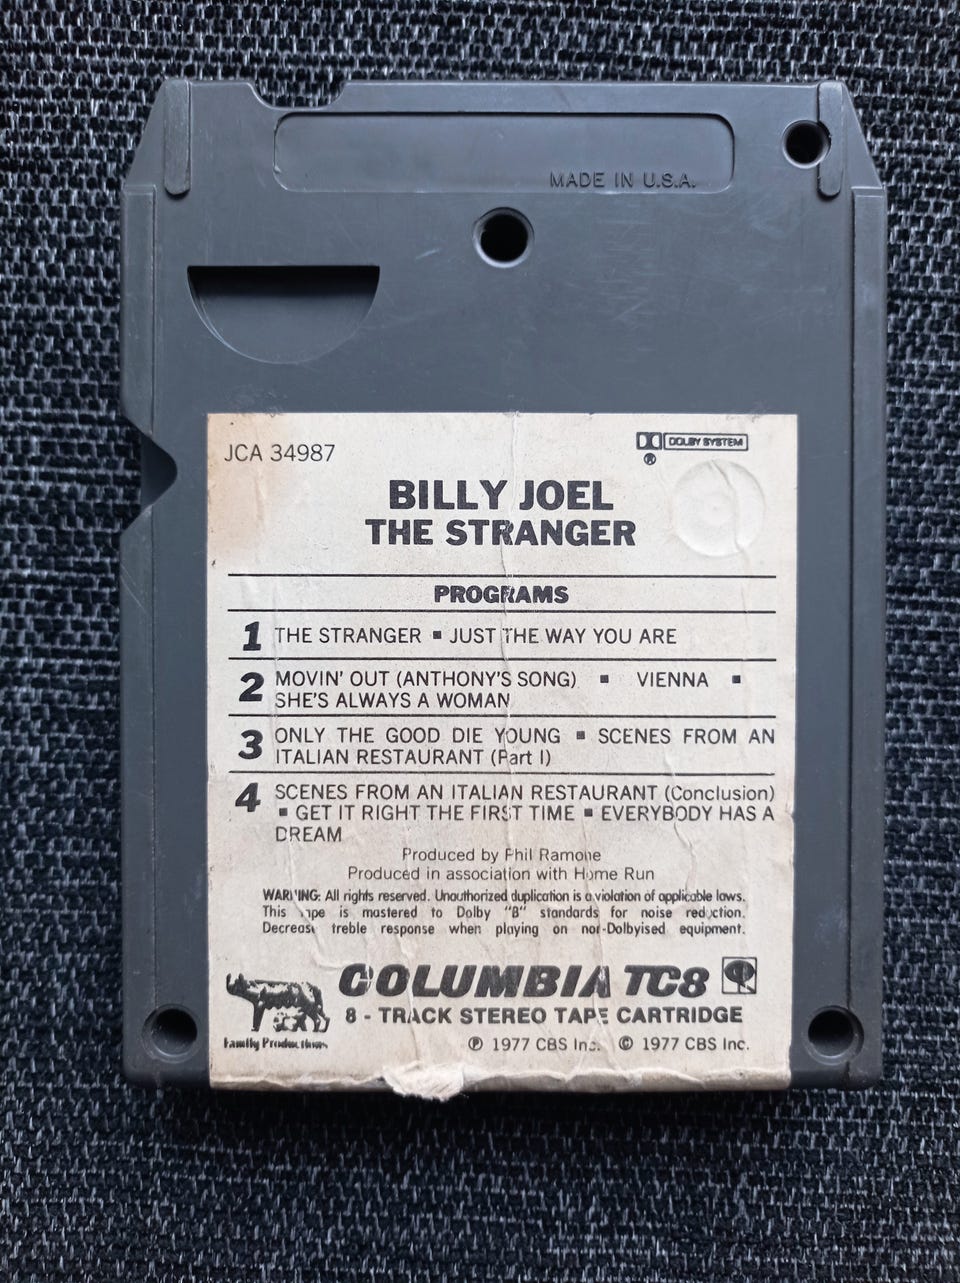 MADE IN U.S.A.
JCA 34987
DOLBY SYSTEM
®
BILLY JOEL
THE STRANGER
PROGRAMS
1 THE STRANGER ▪ JUST THE WAY YOU ARE
2 MOVIN' OUT (ANTHONY'S SONG) ▪ VIENNA ▪
SHE'S ALWAYS A WOMAN
3 ONLY THE GOOD DIE YOUNG ▪ SCENES FROM AN
ITALIAN RESTAURANT (Part I)
4 SCENES FROM AN ITALIAN RESTAURANT (Conclusion)
▪ GET IT RIGHT THE FIRST TIME ▪ EVERYBODY HAS A
DREAM
Produced by Phil Ramone
Produced in association with Home Run
WARNING: All rights reserved. Unauthorized duplication is a violation of applicable laws.
This tape is mastered to Dolby "B" standards for noise reduction.
Decrease treble response when playing on non-Dolbyised equipment.
COLUMBIA TC8
8 - TRACK STEREO TAPE CARTRIDGE
Family Productions
℗ 1977 CBS Inc. © 1977 CBS Inc.